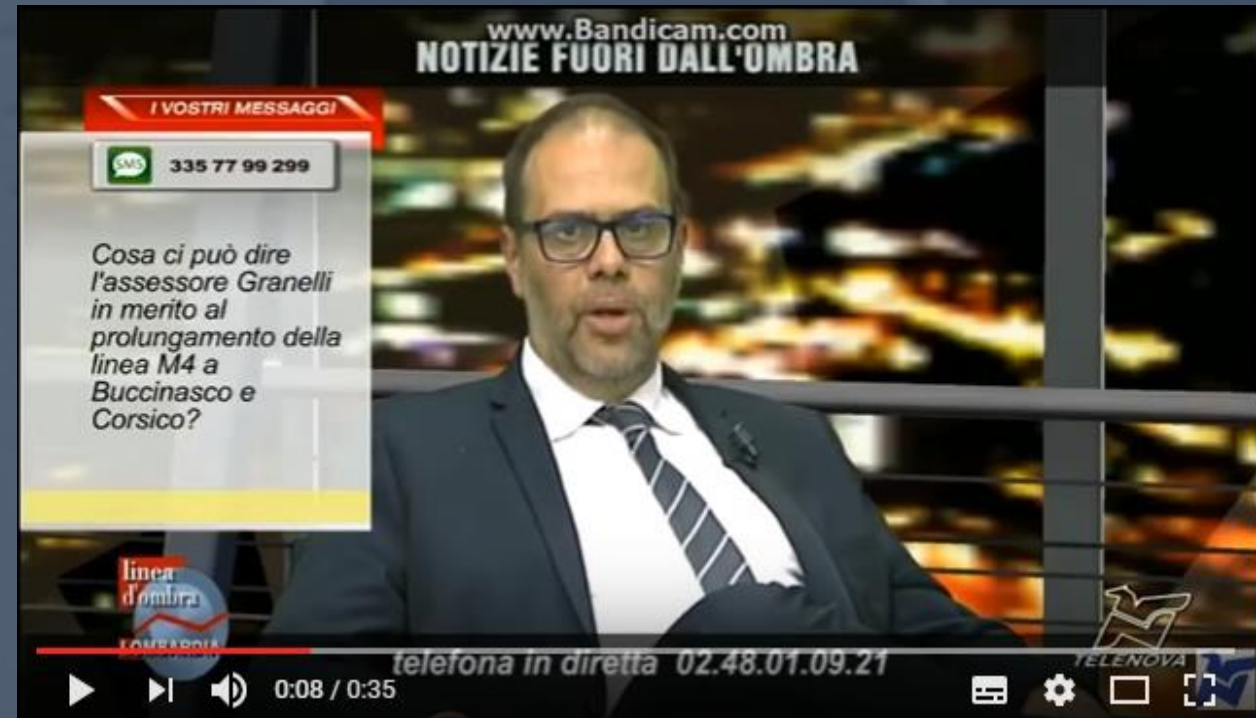 www.Bandicam.com
NOTIZIE FUORI DALL'OMBRA
I VOSTRI MESSAGGI
SMS 335 77 99 299
Cosa ci può dire
l'assessore Granelli
in merito al
prolungamento della
linea M4 a
Buccinasco e
Corsico?
linea
d'ombra
LOMBARDIA
telefona in diretta 02.48.01.09.21
TELENOVA
0:08 / 0:35